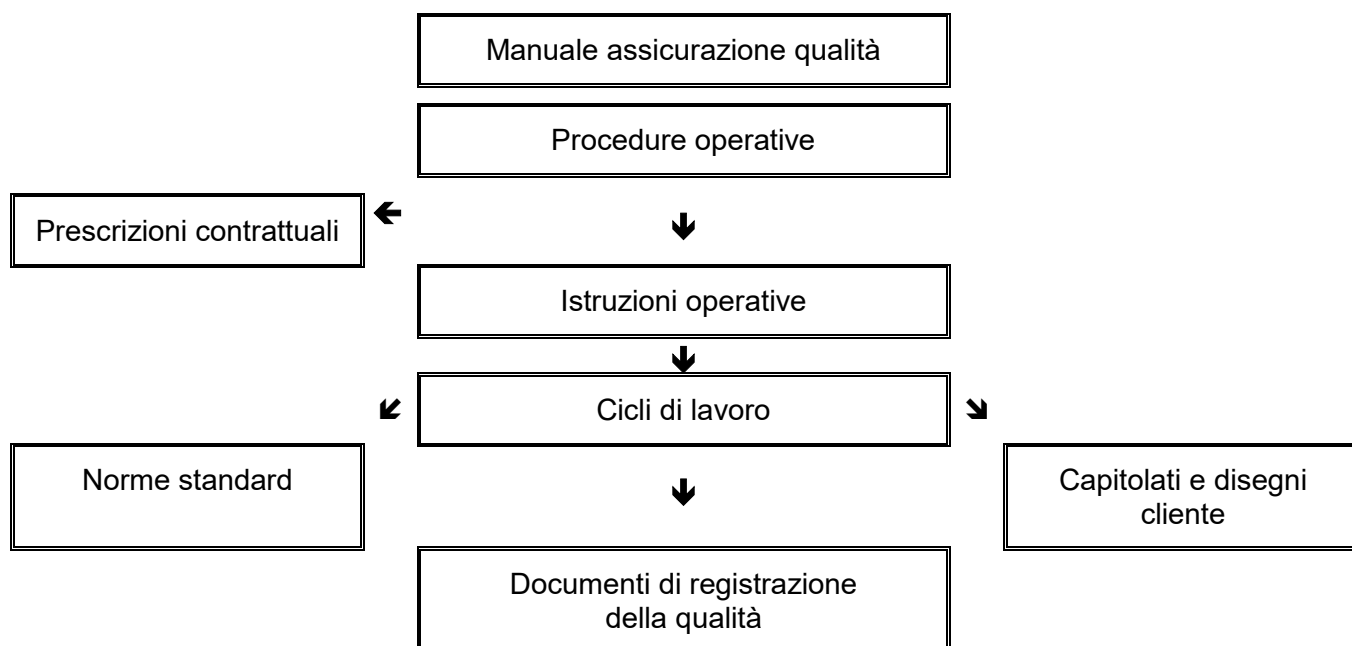 Manuale assicurazione qualità
Procedure operative
Prescrizioni contrattuali
Istruzioni operative
Cicli di lavoro
Norme standard
Capitolati e disegni
cliente
Documenti di registrazione
della qualità